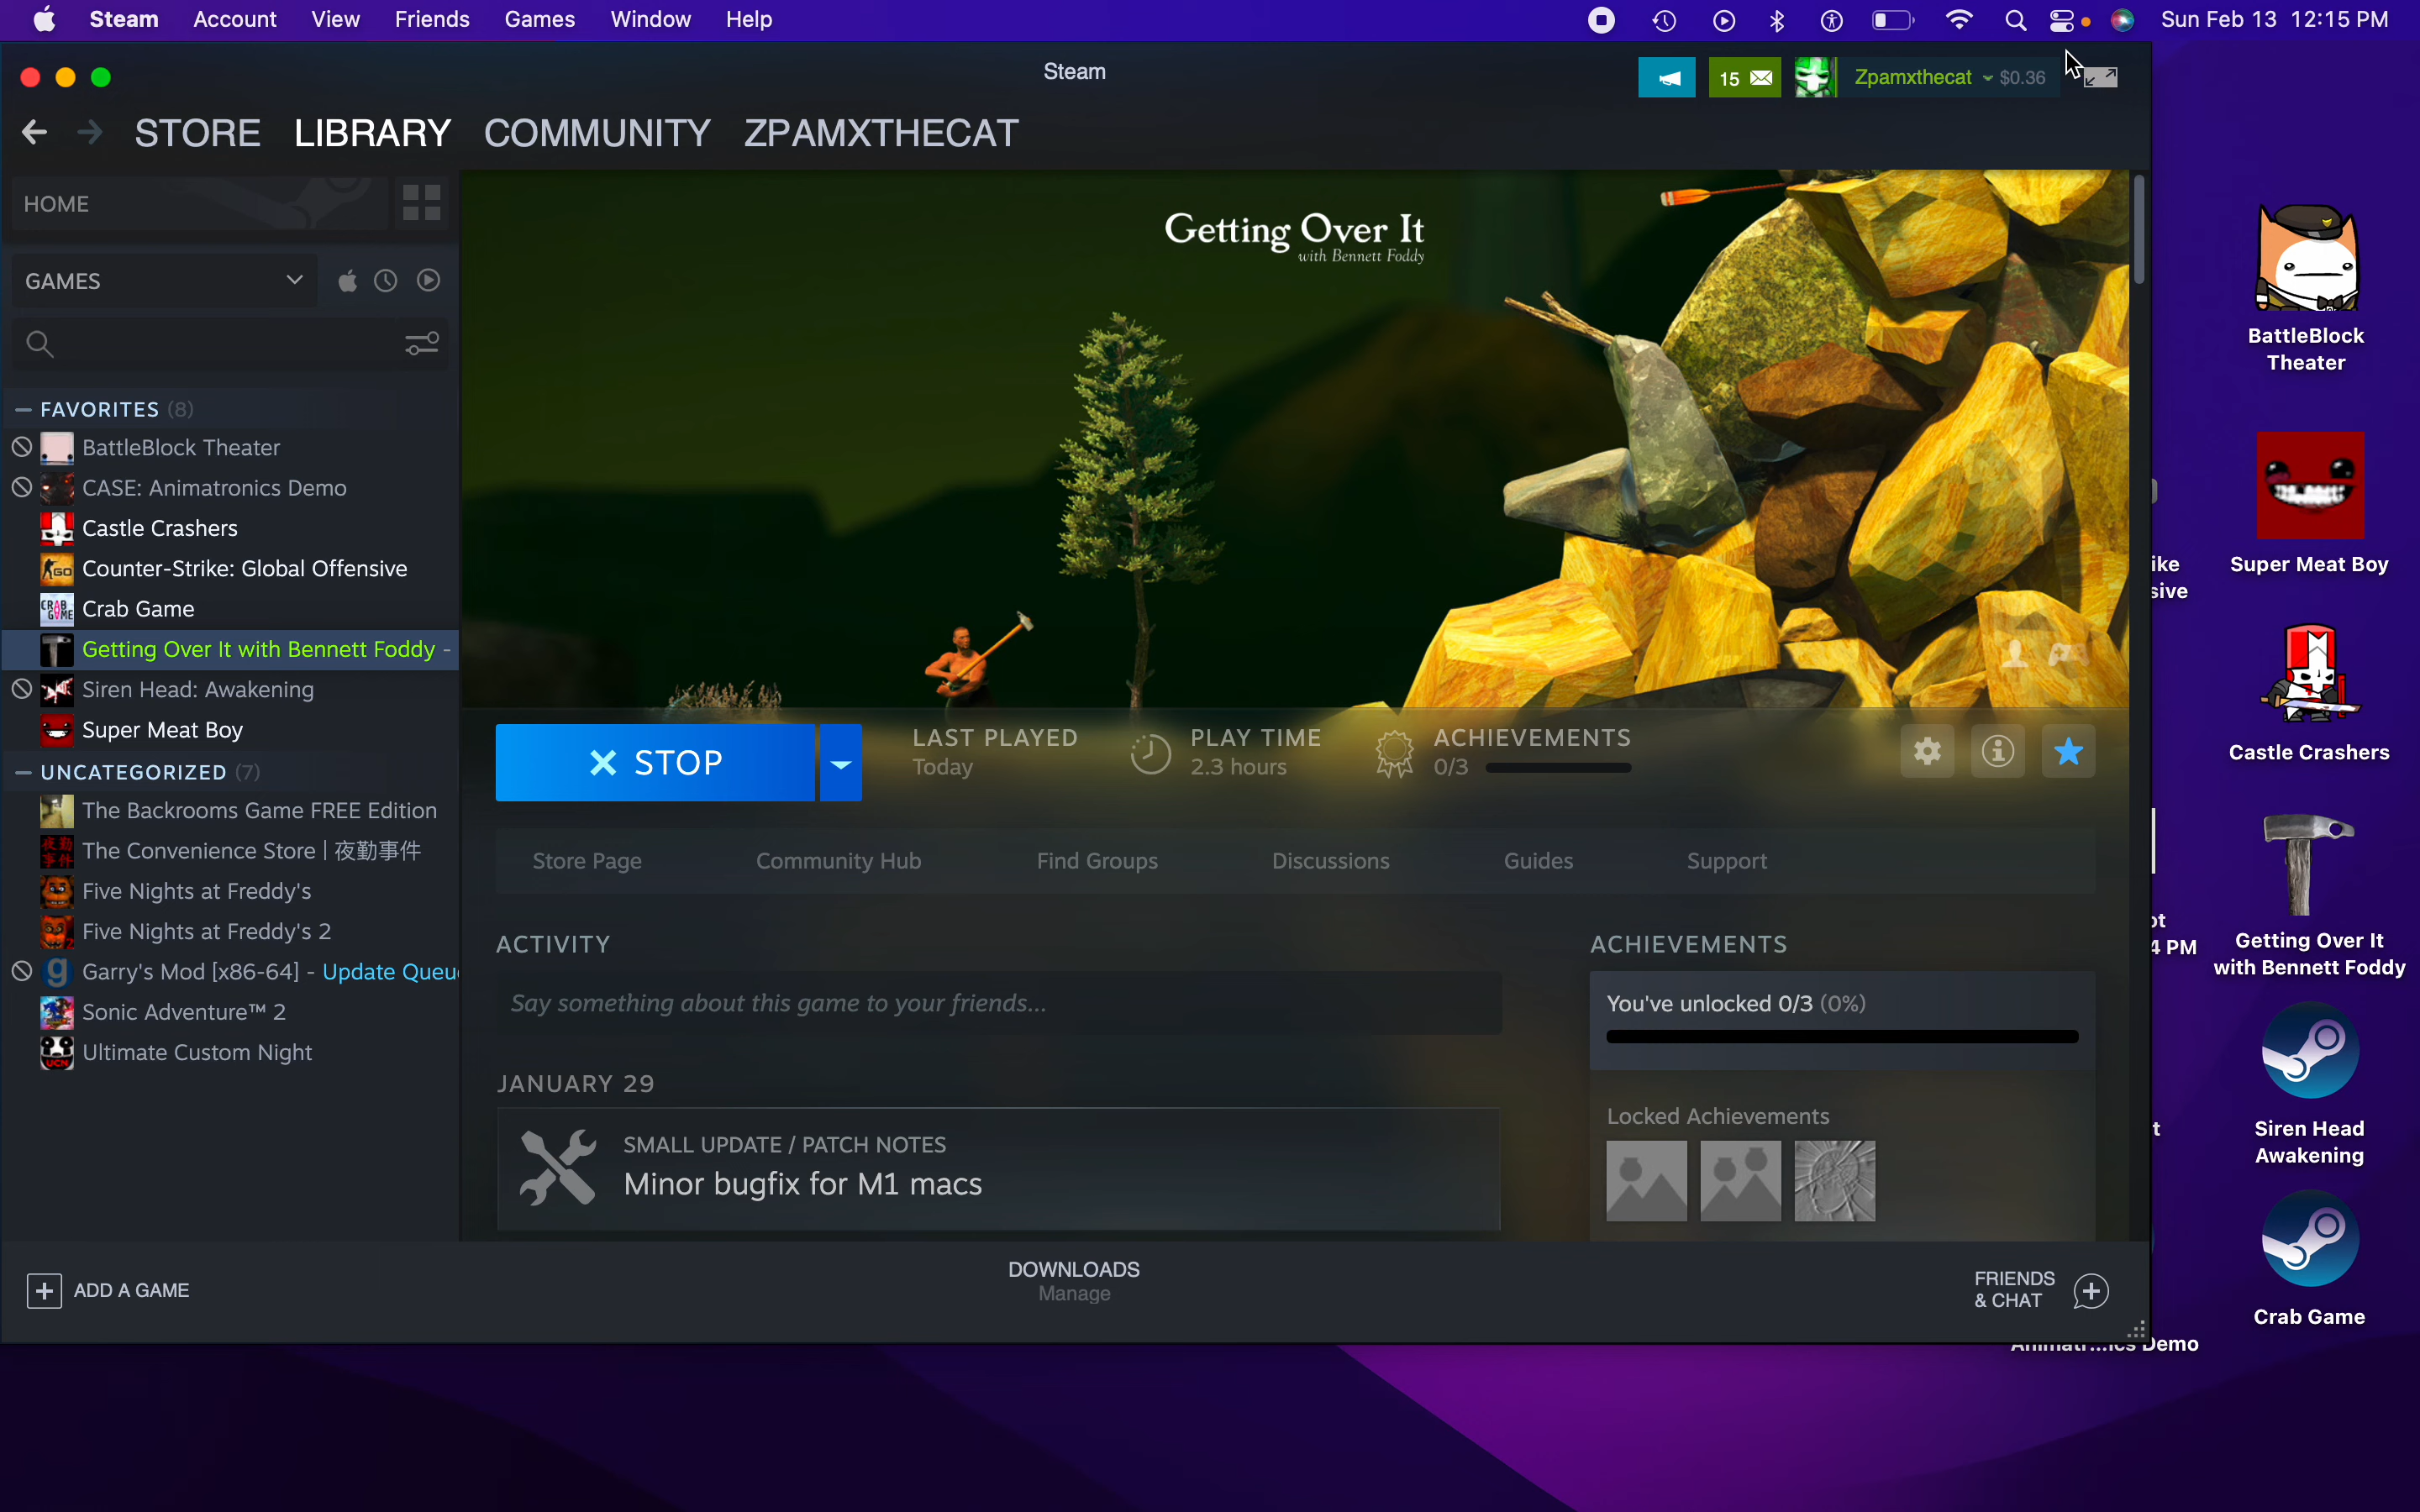 Steam Account View Friends Games Window Help
Sun Feb 13 12:15 PM
Steam
15
Zpamxthecat $0.36
STORE LIBRARY COMMUNITY ZPAMXTHECAT
HOME
GAMES
FAVORITES (8)
BattleBlock Theater
CASE: Animatronics Demo
Castle Crashers
Counter-Strike: Global Offensive
Crab Game
Getting Over It with Bennett Foddy -
Siren Head: Awakening
Super Meat Boy
UNCATEGORIZED (7)
The Backrooms Game FREE Edition
The Convenience Store | 夜勤事件
Five Nights at Freddy's
Five Nights at Freddy's 2
Garry's Mod [x86-64] - Update Queu
Sonic Adventure™ 2
Ultimate Custom Night
Getting Over It
with Bennett Foddy
STOP
LAST PLAYED
Today
PLAY TIME
2.3 hours
ACHIEVEMENTS
0/3
Store Page Community Hub Find Groups Discussions Guides Support
ACTIVITY
Say something about this game to your friends...
JANUARY 29
SMALL UPDATE / PATCH NOTES
Minor bugfix for M1 macs
ACHIEVEMENTS
You've unlocked 0/3 (0%)
Locked Achievements
ADD A GAME
DOWNLOADS
Manage
FRIENDS
& CHAT
BattleBlock
Theater
Super Meat Boy
Castle Crashers
Getting Over It
with Bennett Foddy
Siren Head
Awakening
Crab Game
ike
sive
4 PM
Demo